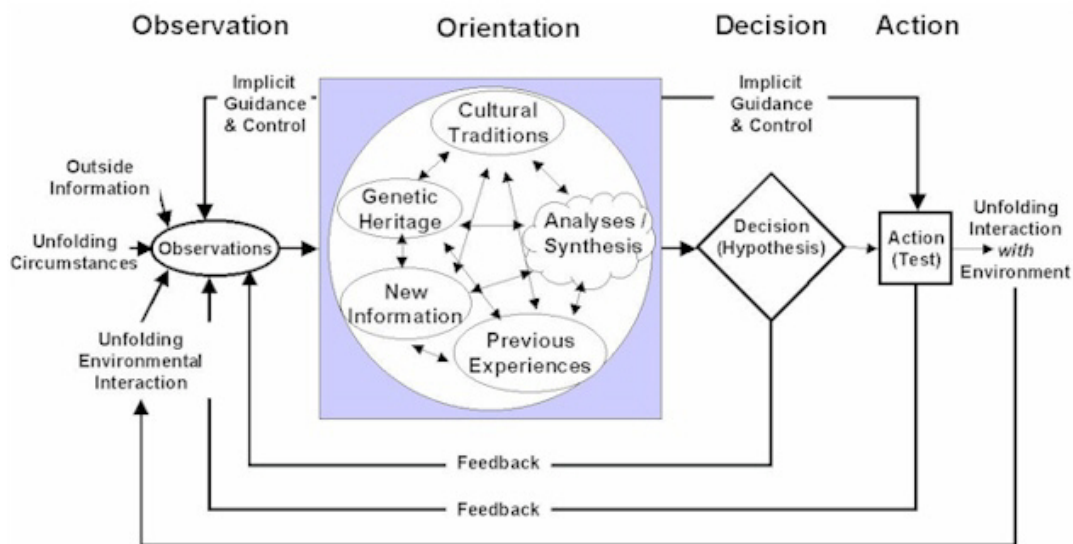 Observation
Orientation
Decision
Action
Implicit
Guidance
& Control
Outside
Information
Unfolding
Circumstances
Observations
Unfolding
Environmental
Interaction
Cultural
Traditions
Genetic
Heritage
Analyses /
Synthesis
New
Information
Previous
Experiences
Implicit
Guidance
& Control
Decision
(Hypothesis)
Action
(Test)
Unfolding
Interaction
with
Environment
Feedback
Feedback